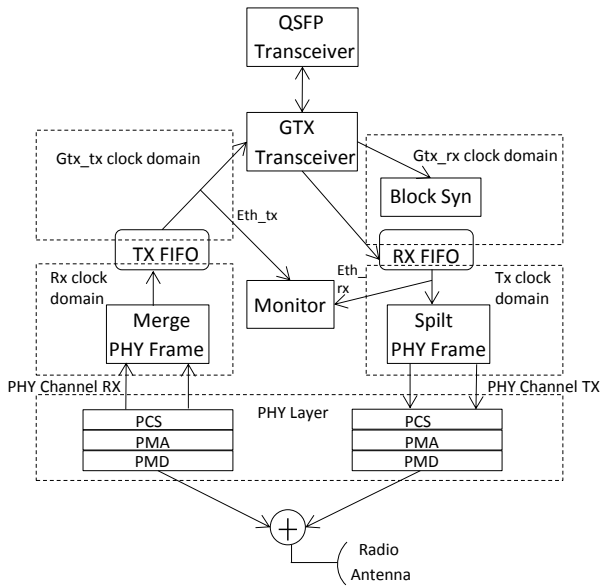 QSFP
Transceiver
GTX
Transceiver
Gtx_tx clock domain
Gtx_rx clock domain
Block Syn
Eth_tx
TX FIFO
RX FIFO
Eth_
rx
Rx clock
domain
Tx clock
domain
Monitor
Merge
PHY Frame
Spilt
PHY Frame
PHY Channel RX
PHY Channel TX
PHY Layer
PCS
PMA
PMD
PCS
PMA
PMD
+
Radio
Antenna